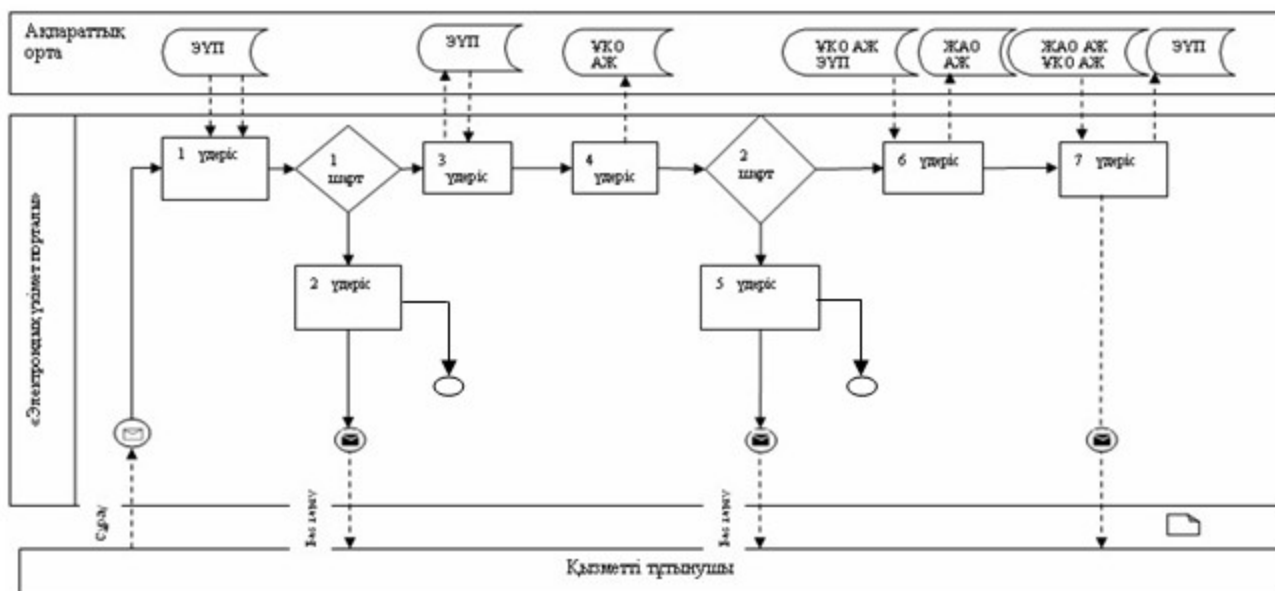 Ақпараттық
орта
ЭҮП
ЭҮП
ҰКО
АЖ
ҰКО АЖ
ЭҮП
ЖАО
АЖ
ЖАО АЖ
ҰКО АЖ
ЭҮП
«Электрондық үкімет порталы»
1 үдеріс
1
шарт
3
үдеріс
4
үдеріс
2
шарт
6 үдеріс
7 үдеріс
2 үдеріс
5 үдеріс
Сұрау
Бас тарту
Бас тарту
Қызметті тұтынушы